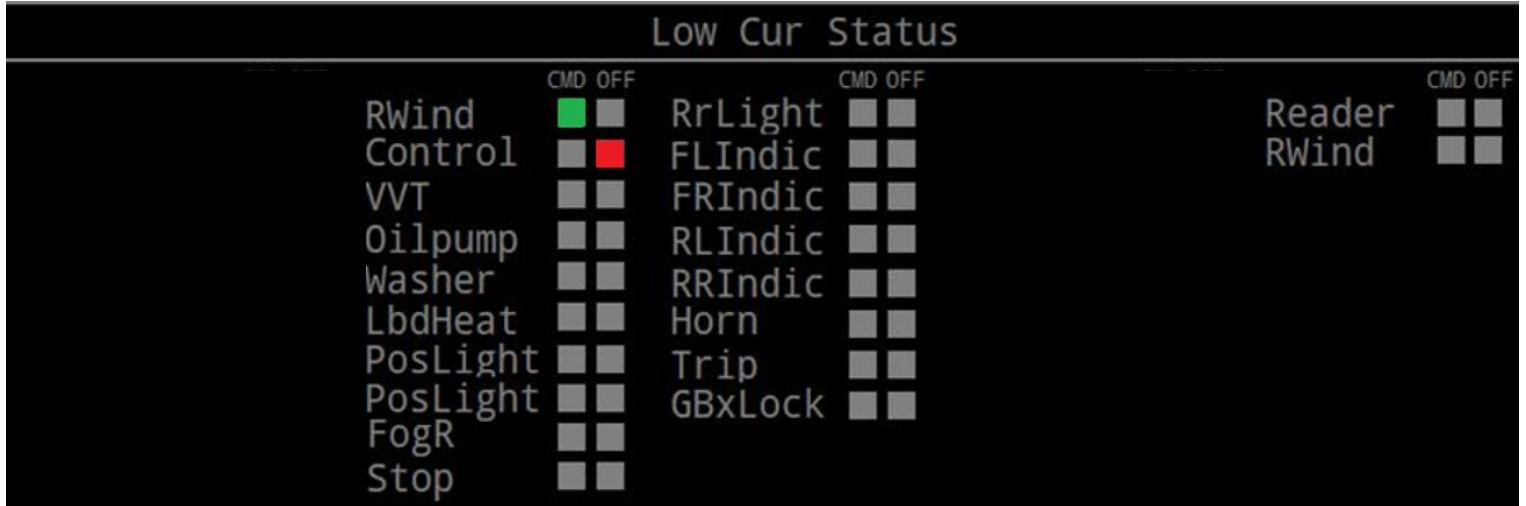 Low Cur Status
CMD OFF
RWind
Control
VVT
Oilpump
Washer
LbdHeat
PosLight
PosLight
FogR
Stop
CMD OFF
RrLight
FLIndic
FRIndic
RLIndic
RRIndic
Horn
Trip
GBxLock
CMD OFF
Reader
RWind